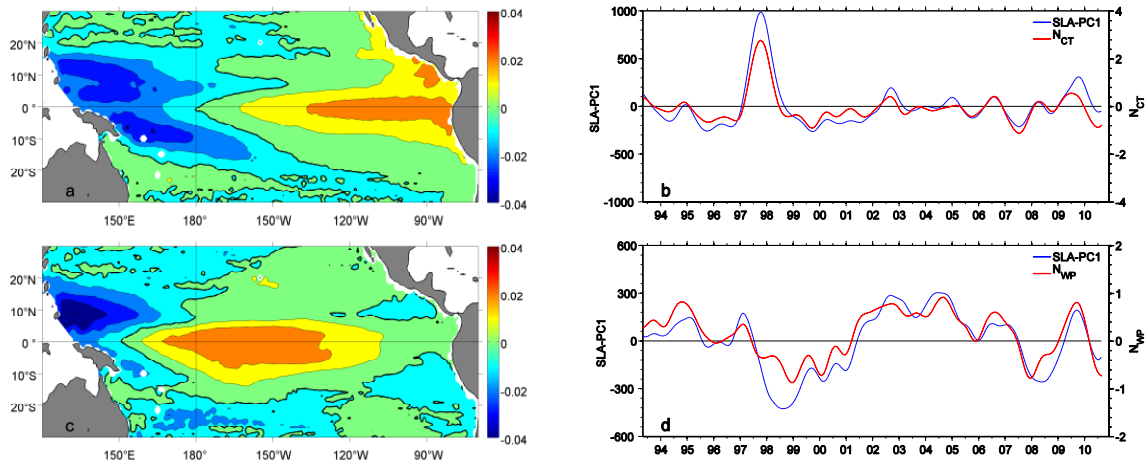 20°N
10°N
0 °
10°S
20°S
a
150°E
180°
150°W
120°W
90°W
0.04
0.02
0
-0.02
-0.04
1000
500
0
-500
-1000
SLA-PC1
SLA-PC1
N_CT
4
2
0
-2
-4
N_CT
b
94 95 96 97 98 99 00 01 02 03 04 05 06 07 08 09 10
20°N
10°N
0 °
10°S
20°S
c
150°E
180°
150°W
120°W
90°W
0.04
0.02
0
-0.02
-0.04
600
300
0
-300
-600
SLA-PC1
SLA-PC1
N_WP
2
1
0
-1
-2
N_WP
d
94 95 96 97 98 99 00 01 02 03 04 05 06 07 08 09 10